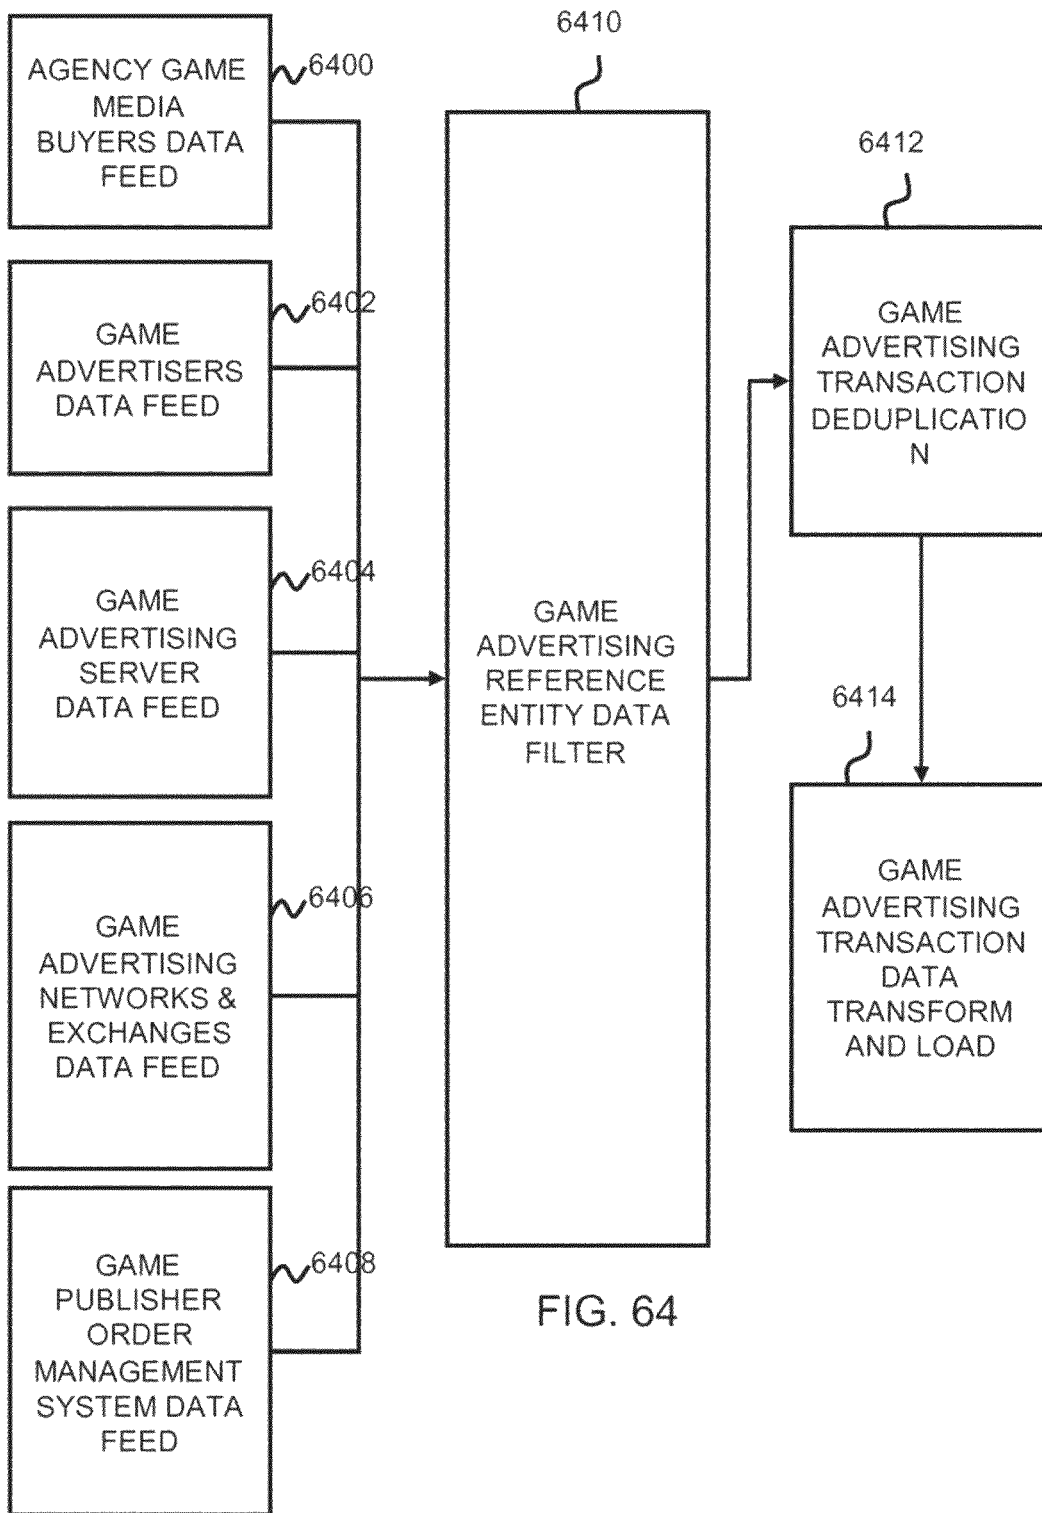 AGENCY GAME
MEDIA
BUYERS DATA
FEED
6400
GAME
ADVERTISERS
DATA FEED
6402
GAME
ADVERTISING
SERVER
DATA FEED
6404
GAME
ADVERTISING
NETWORKS &
EXCHANGES
DATA FEED
6406
GAME
PUBLISHER
ORDER
MANAGEMENT
SYSTEM DATA
FEED
6408
6410
GAME
ADVERTISING
REFERENCE
ENTITY DATA
FILTER
6412
GAME
ADVERTISING
TRANSACTION
DEDUPLICATIO
N
6414
GAME
ADVERTISING
TRANSACTION
DATA
TRANSFORM
AND LOAD
FIG. 64